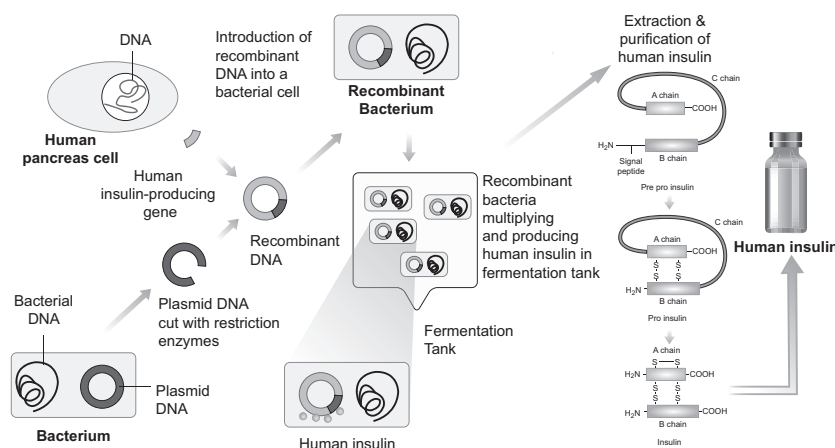 DNA
Human
pancreas cell
Human
insulin-producing
gene
Introduction of
recombinant
DNA into a
bacterial cell
Recombinant
Bacterium
Recombinant
DNA
Plasmid DNA
cut with restriction
enzymes
Bacterial
DNA
Plasmid
DNA
Bacterium
Recombinant
bacteria
multiplying
and producing
human insulin in
fermentation tank
Fermentation
Tank
Human insulin
Extraction &
purification of
human insulin
C chain
A chain
COOH
H₂N
B chain
Signal
peptide
Pre pro insulin
C chain
A chain
COOH
S S
S S
H₂N
B chain
Pro insulin
A chain
S S
H₂N COOH
S S
S S
H₂N COOH
B chain
Insulin
Human insulin